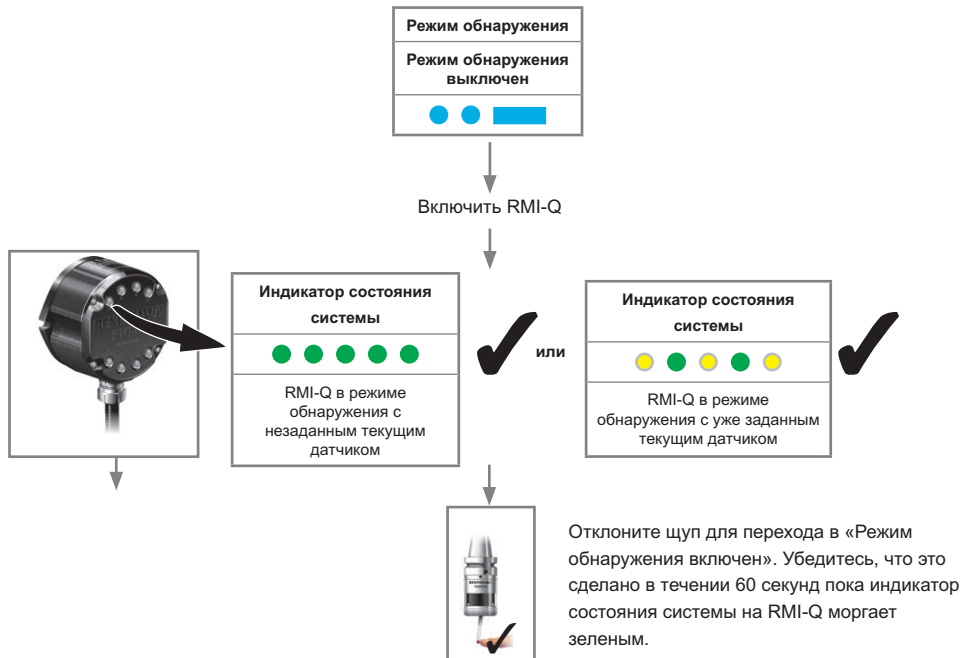 Режим обнаружения
Режим обнаружения
выключен
Включить RMI-Q
Индикатор состояния
системы
RMI-Q в режиме
обнаружения с
незаданным текущим
датчиком
или
Индикатор состояния
системы
RMI-Q в режиме
обнаружения с уже заданным
текущим датчиком
Отклоните щуп для перехода в «Режим
обнаружения включен». Убедитесь, что это
сделано в течении 60 секунд пока индикатор
состояния системы на RMI-Q моргает
зеленым.